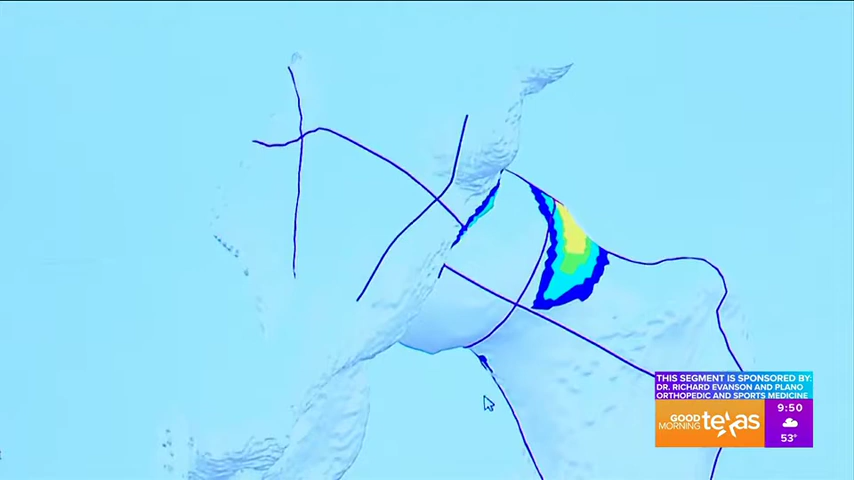 THIS SEGMENT IS SPONSORED BY:
DR. RICHARD EVANSON AND PLANO
ORTHOPEDIC AND SPORTS MEDICINE
GOOD MORNING texas
9:50
53°